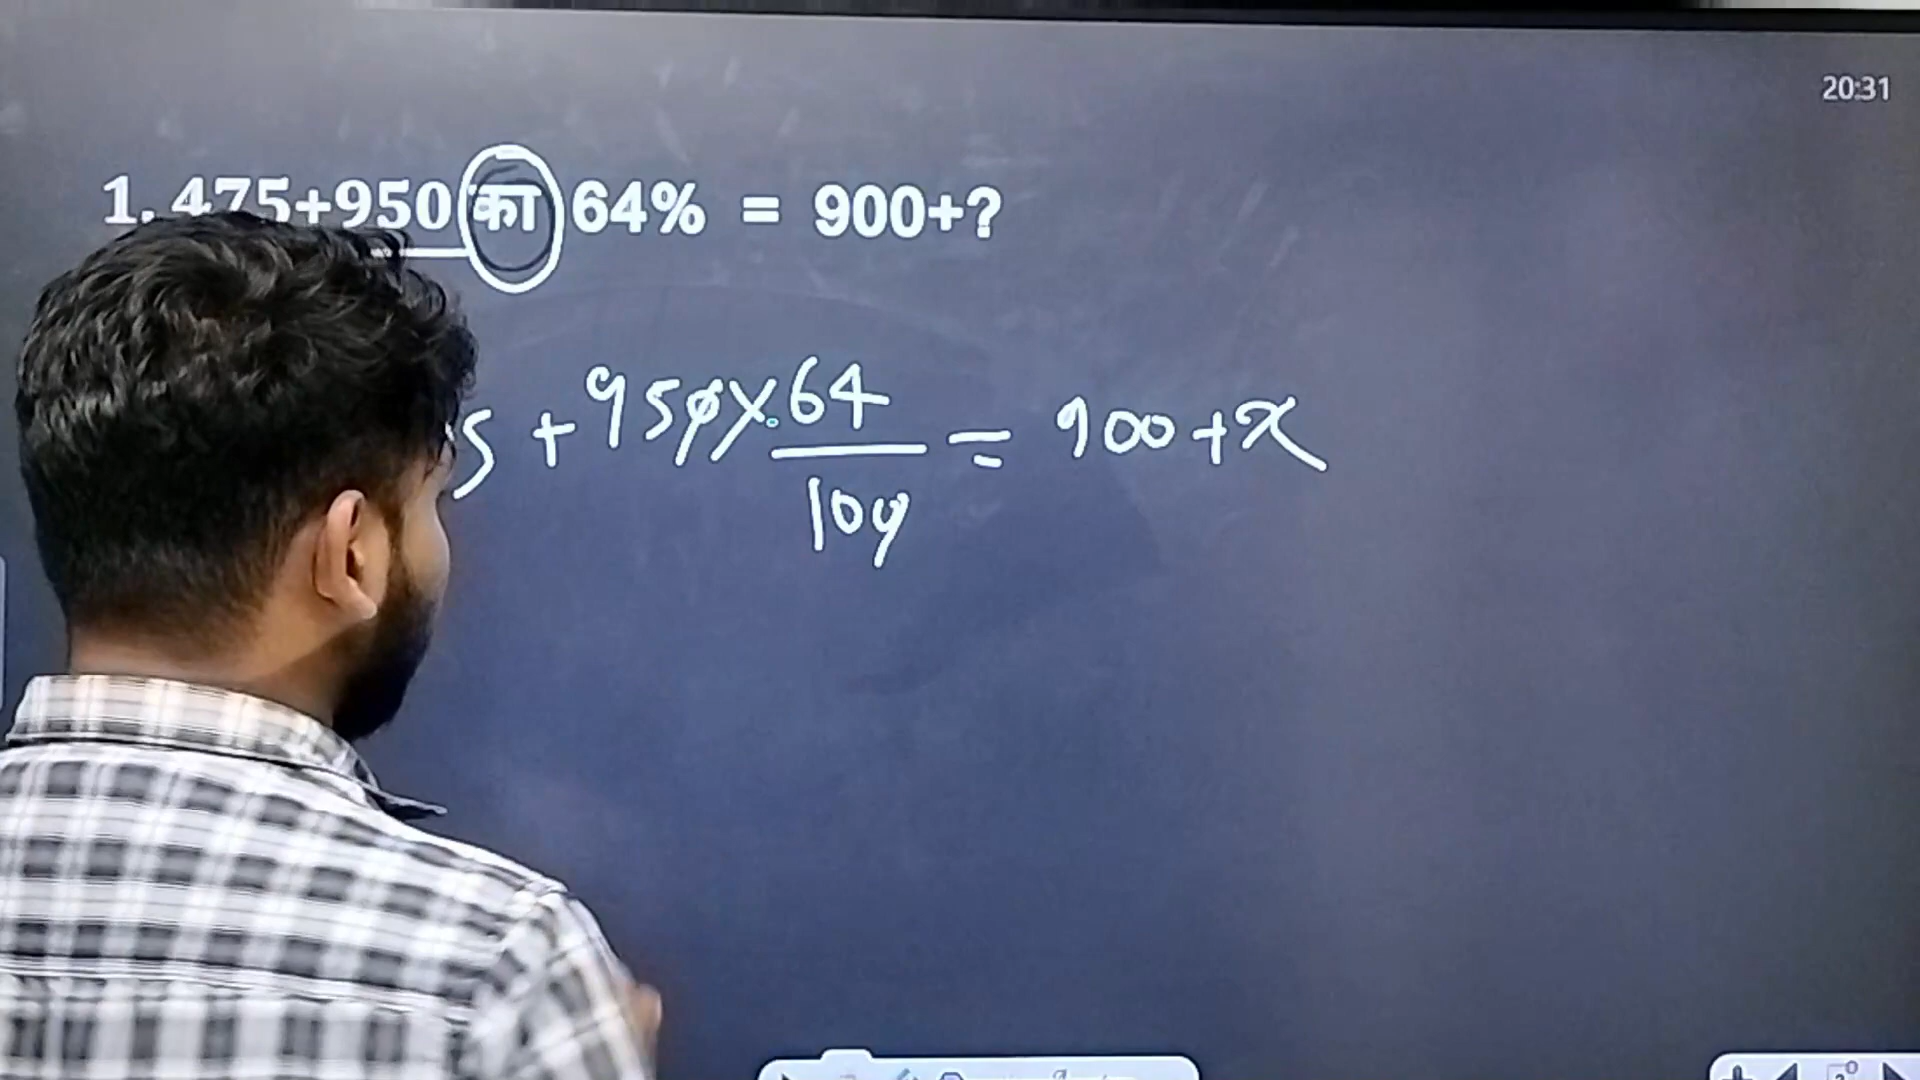 20:31
1. 475+950 का 64% = 900+?
5 + 950 × 64 / 100 = 900 + x